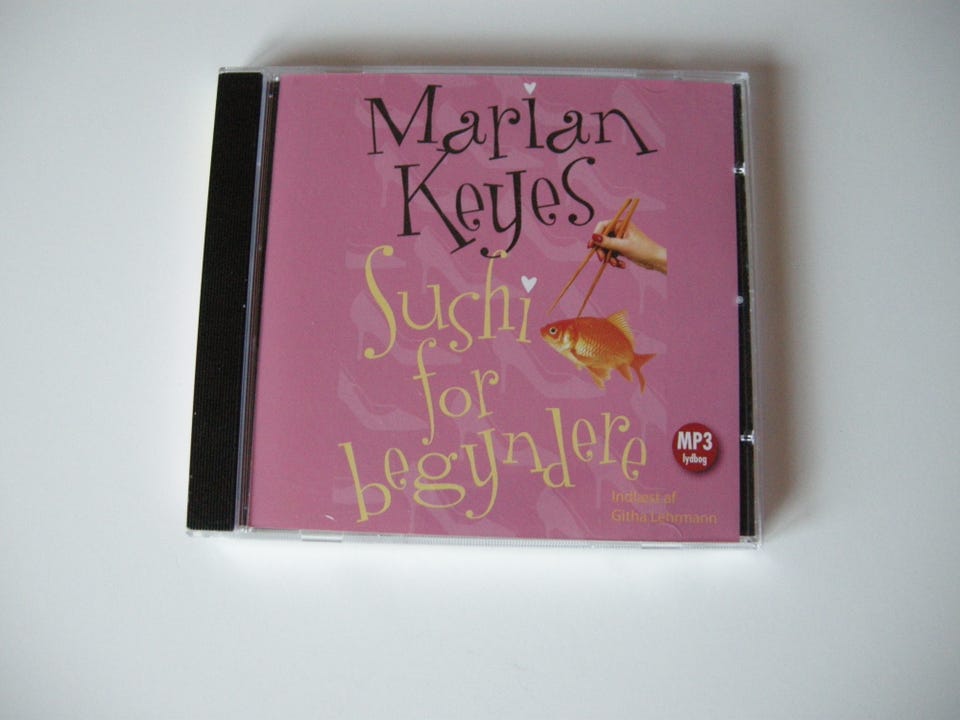 Marian
Keyes
Sushi
for
begyndere
MP3
lydbog
Indlæst af
Githa Lehrmann